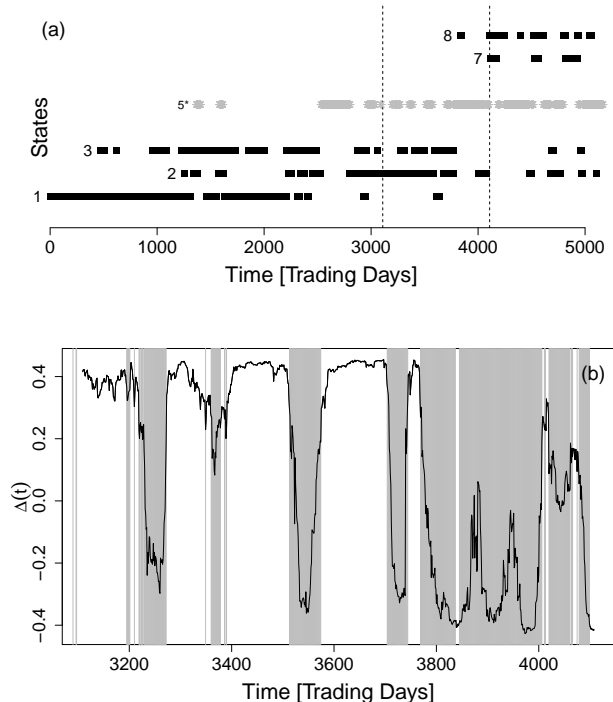 (a)
8
7
5*
3
2
1
States
0 1000 2000 3000 4000 5000
Time [Trading Days]
(b)
0.4
0.2
0.0
−0.2
−0.4
Δ(t)
3200 3400 3600 3800 4000
Time [Trading Days]